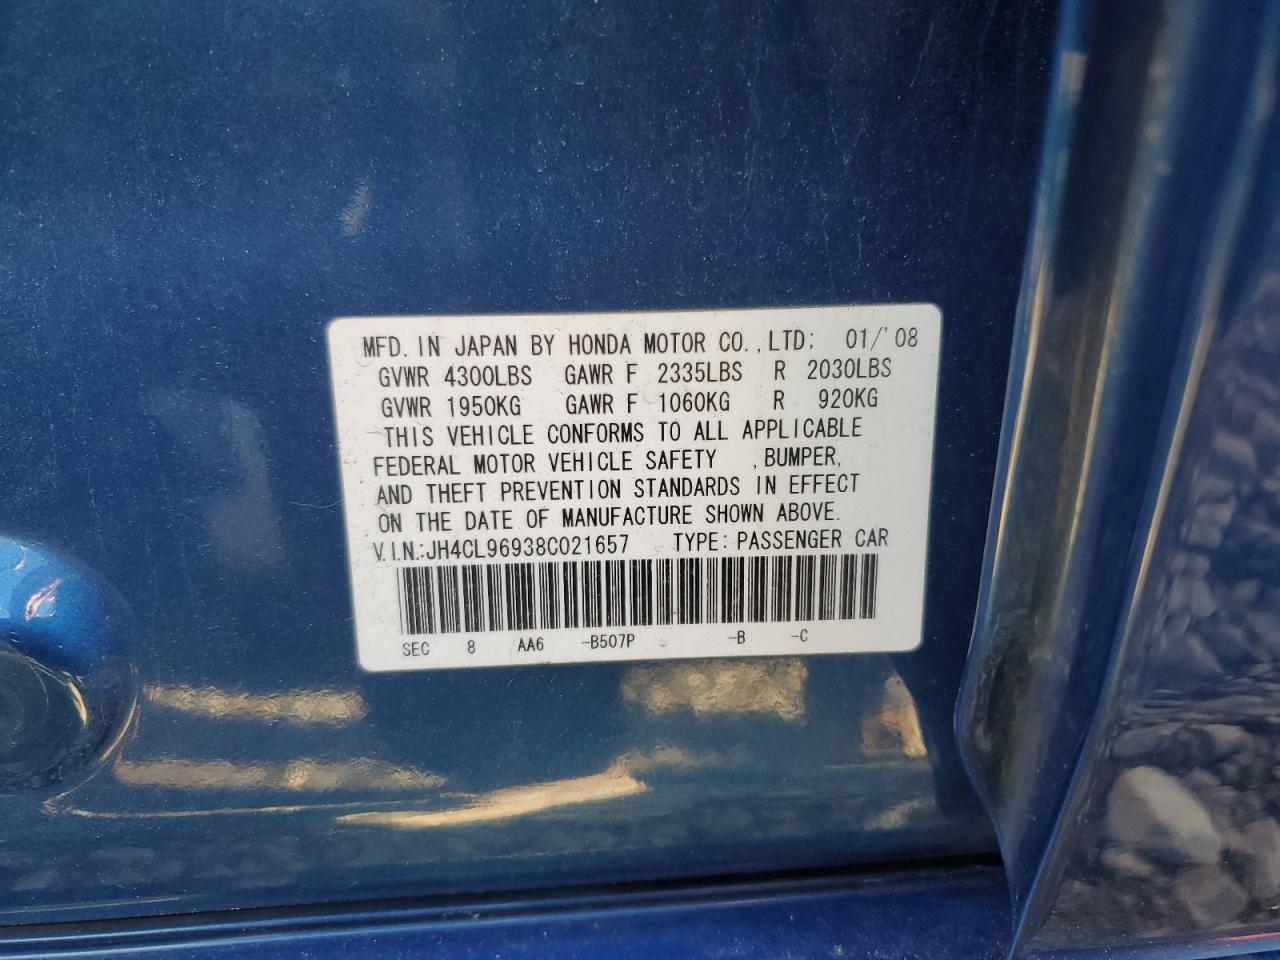 MFD. IN JAPAN BY HONDA MOTOR CO., LTD: 01/'08
GVWR 4300LBS GAWR F 2335LBS R 2030LBS
GVWR 1950KG GAWR F 1060KG R 920KG
THIS VEHICLE CONFORMS TO ALL APPLICABLE
FEDERAL MOTOR VEHICLE SAFETY , BUMPER,
AND THEFT PREVENTION STANDARDS IN EFFECT
ON THE DATE OF MANUFACTURE SHOWN ABOVE.
V.I.N.:JH4CL96938C021657 TYPE: PASSENGER CAR
SEC 8 AA6 -B507P -B -C